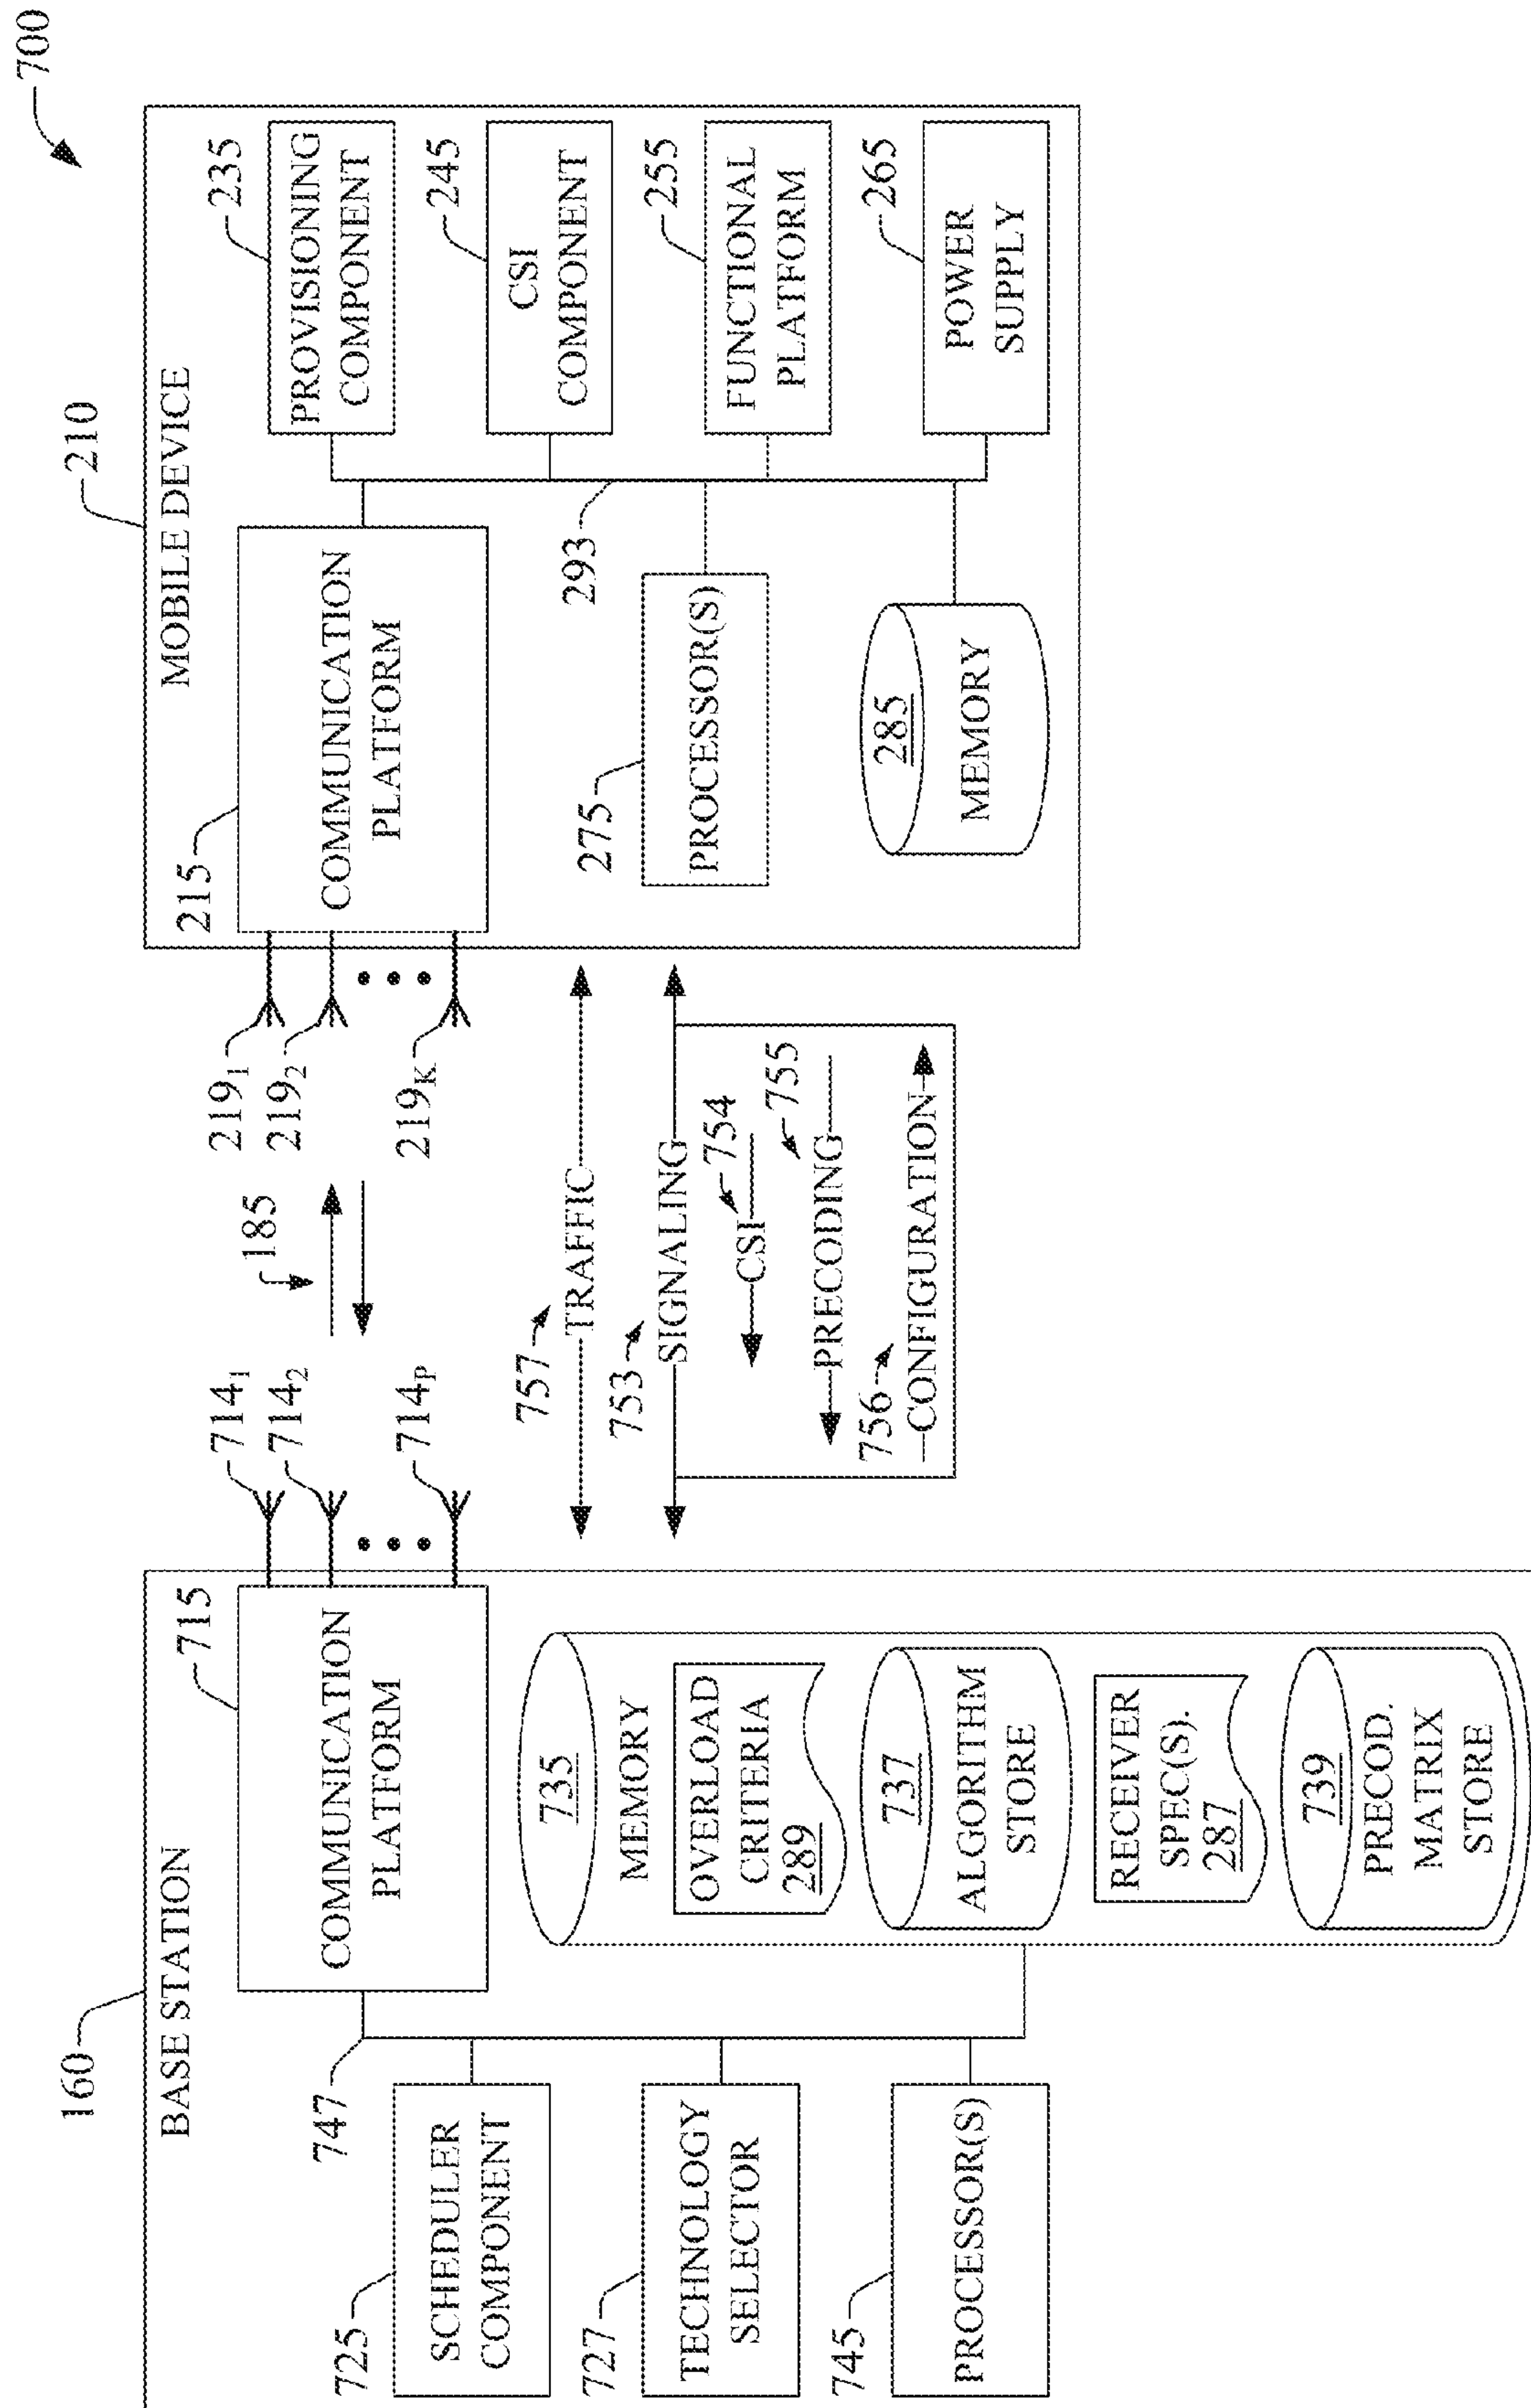 700
160
BASE STATION
715
COMMUNICATION
PLATFORM
747
725
SCHEDULER
COMPONENT
727
TECHNOLOGY
SELECTOR
745
PROCESSOR(S)
735
MEMORY
OVERLOAD
CRITERIA
289
737
ALGORITHM
STORE
RECEIVER
SPEC(S).
287
739
PRECOD.
MATRIX
STORE
714₁
714₂
714P
185
219₁
219₂
219K
757
TRAFFIC
753
SIGNALING
754
CSI
755
PRECODING
756
CONFIGURATION
210
MOBILE DEVICE
215
COMMUNICATION
PLATFORM
235
PROVISIONING
COMPONENT
245
CSI
COMPONENT
255
FUNCTIONAL
PLATFORM
265
POWER
SUPPLY
293
275
PROCESSOR(S)
285
MEMORY